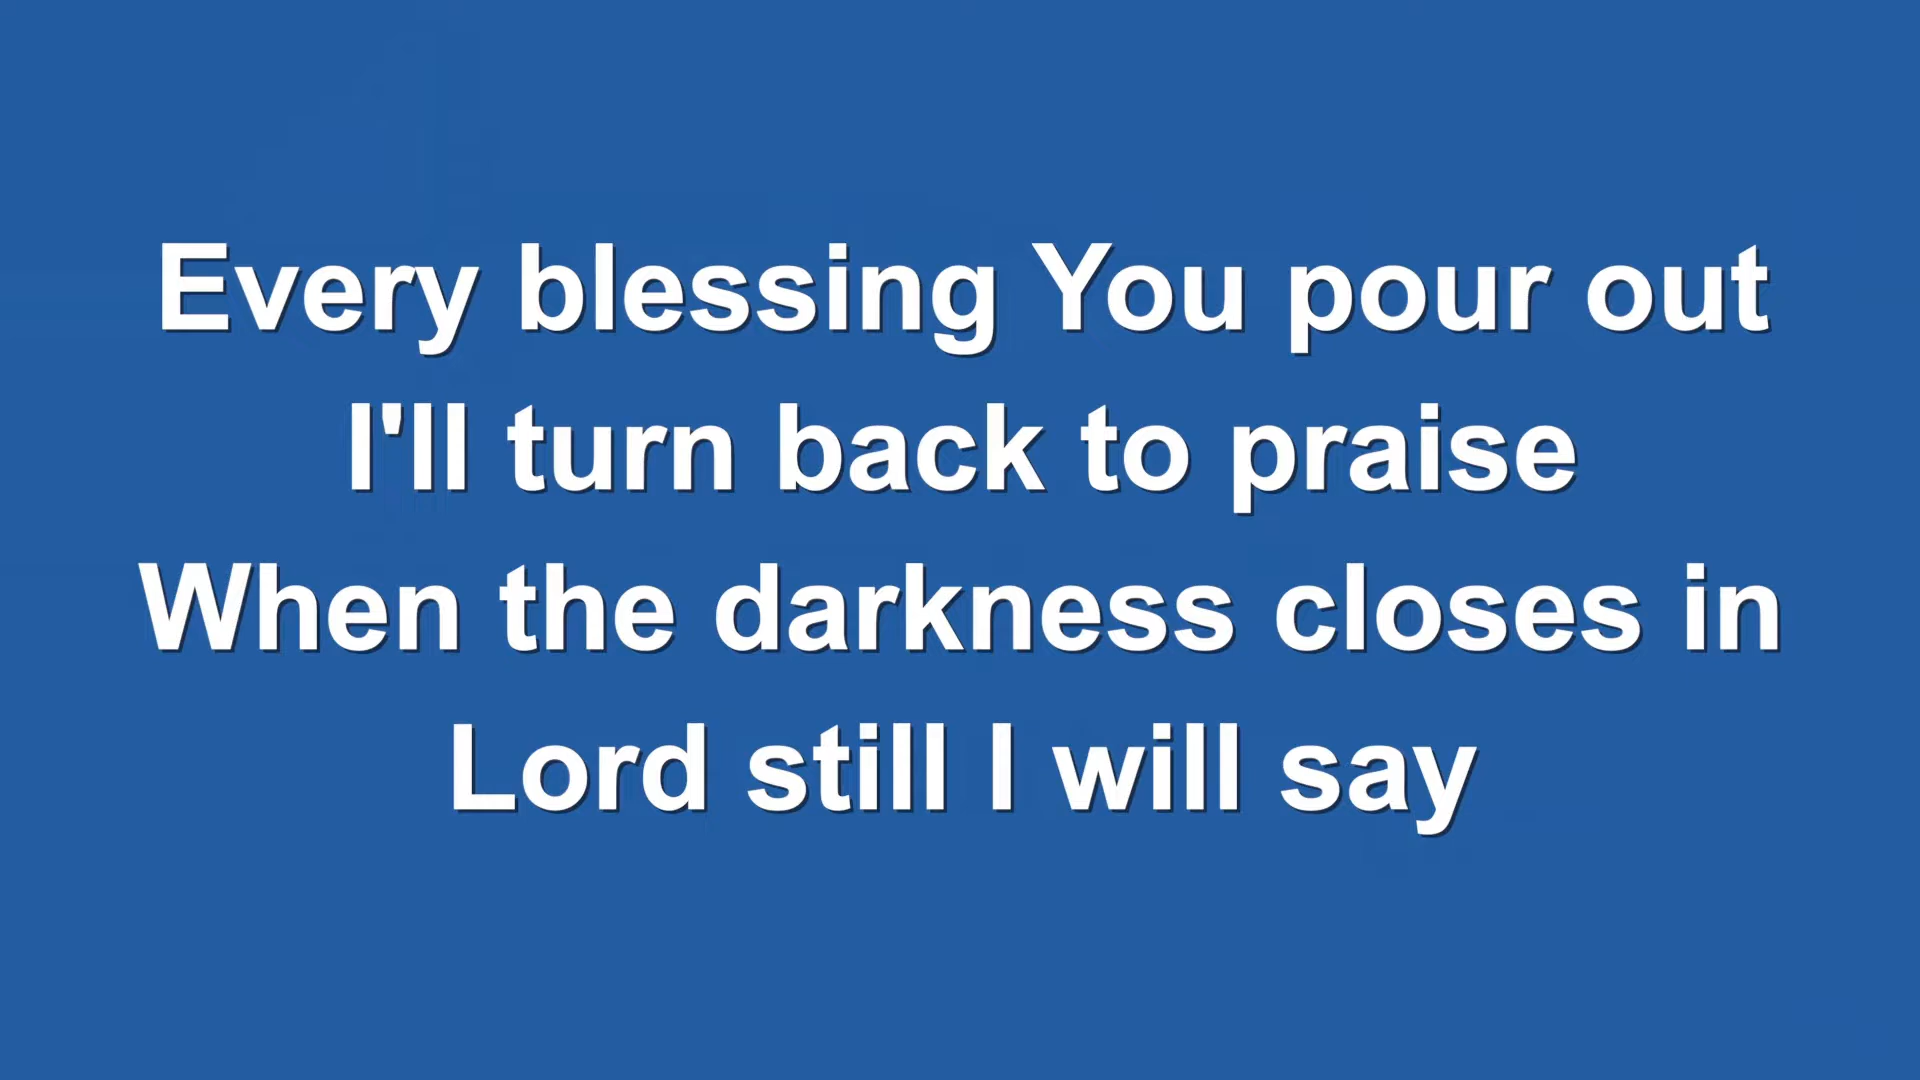 Every blessing You pour out
I'll turn back to praise
When the darkness closes in
Lord still I will say